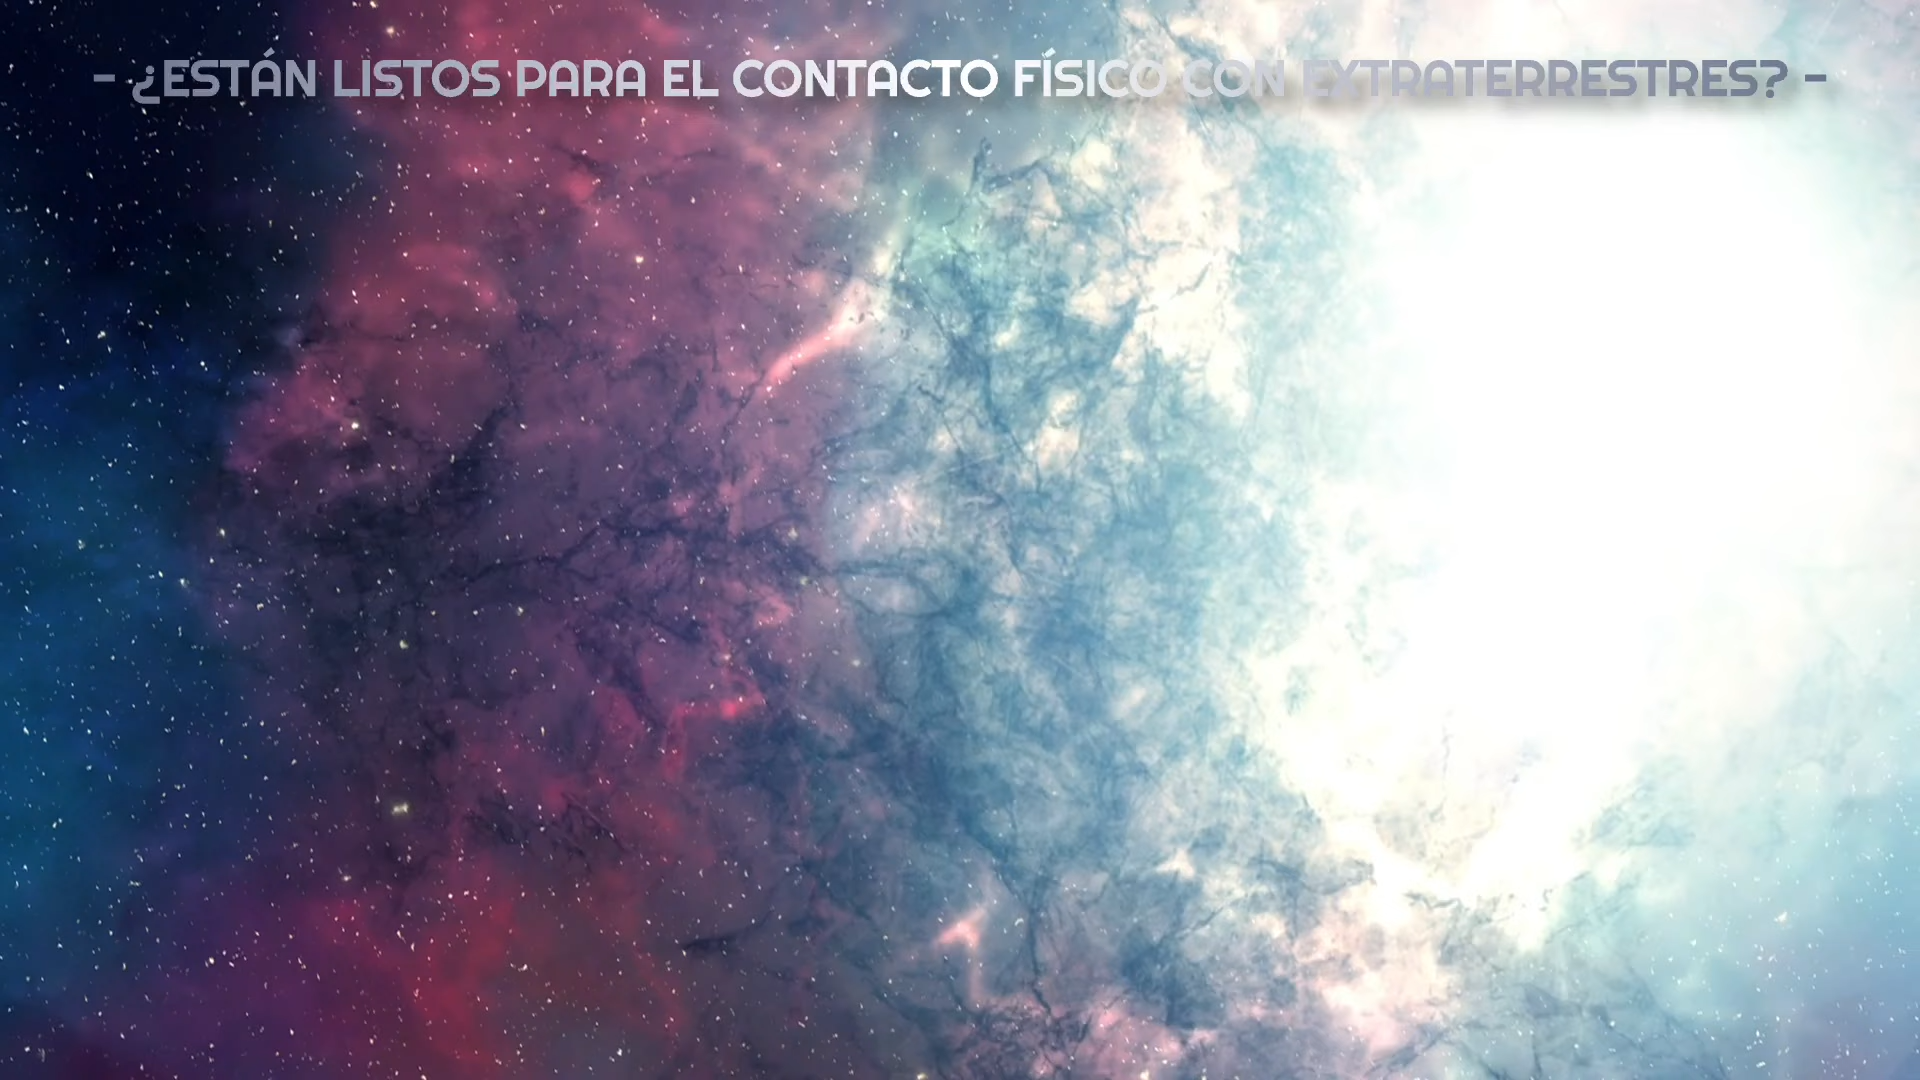 - ¿ESTÁN LISTOS PARA EL CONTACTO FÍSICO CON EXTRATERRESTRES? -